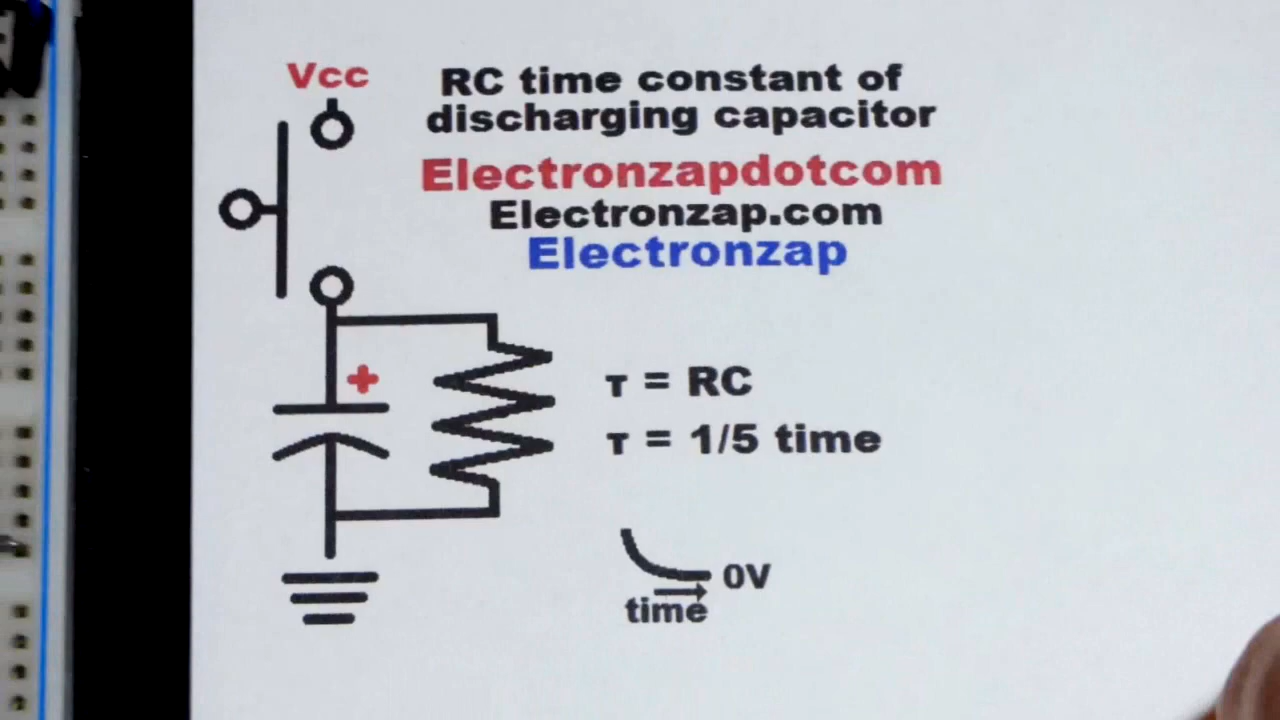 Vcc
RC time constant of
discharging capacitor
Electronzapdotcom
Electronzap.com
Electronzap
+
τ = RC
τ = 1/5 time
0V
time